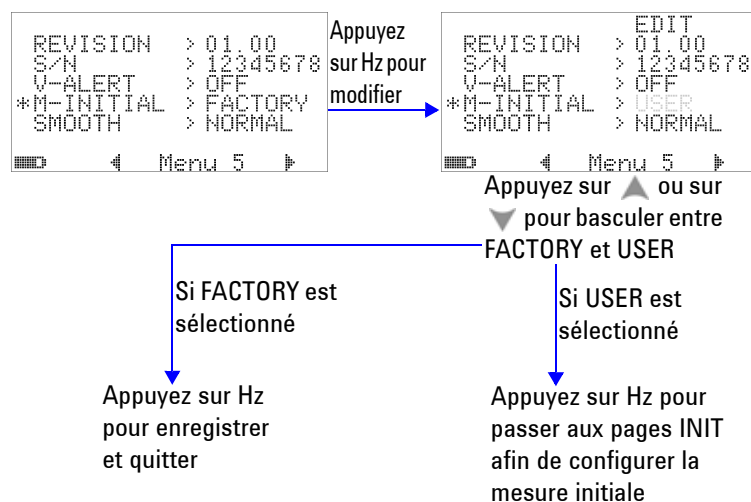 REVISION > 01.00
S/N > 12345678
V-ALERT > OFF
*M-INITIAL > FACTORY
SMOOTH > NORMAL
Menu 5
Appuyez
sur Hz pour
modifier
EDIT
REVISION > 01.00
S/N > 12345678
V-ALERT > OFF
*M-INITIAL > USER
SMOOTH > NORMAL
Menu 5
Appuyez sur ou sur
pour basculer entre
FACTORY et USER
Si FACTORY est
sélectionné
Appuyez sur Hz
pour enregistrer
et quitter
Si USER est
sélectionné
Appuyez sur Hz pour
passer aux pages INIT
afin de configurer la
mesure initiale